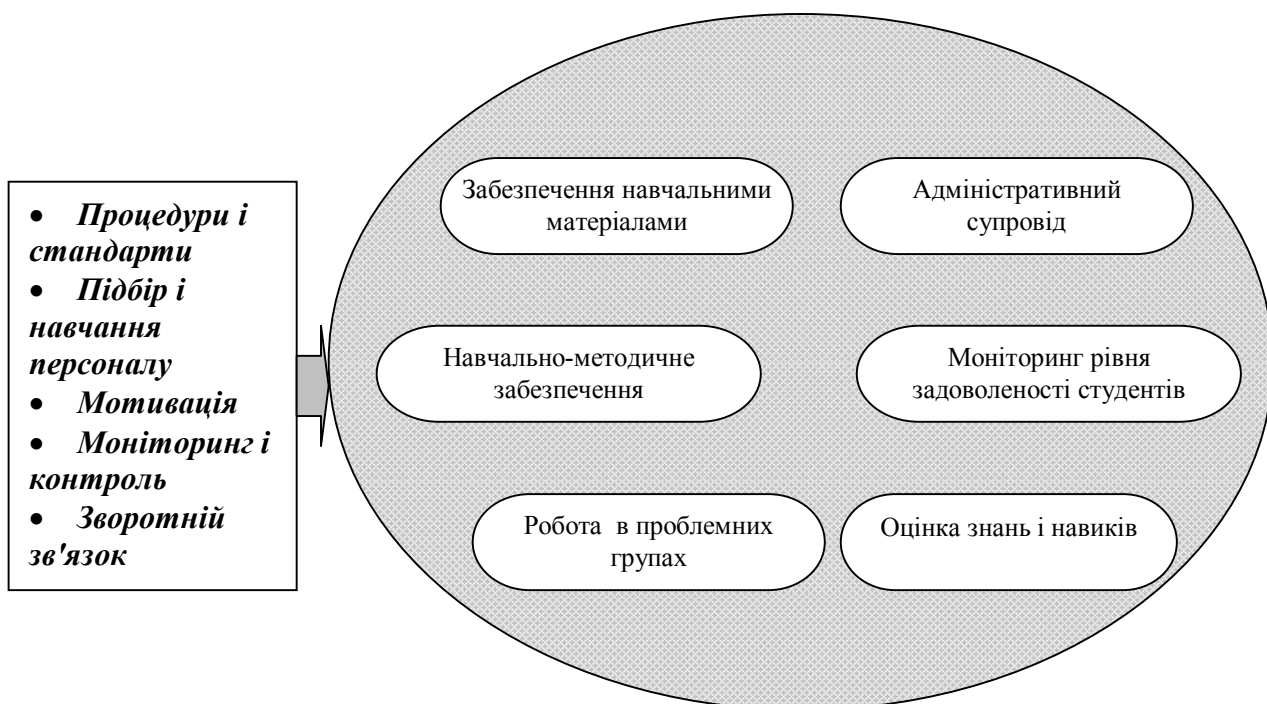 • Процедури і
стандарти
• Підбір і
навчання
персоналу
• Мотивація
• Моніторинг і
контроль
• Зворотній
зв'язок
Забезпечення навчальними
матеріалами
Адміністративний
супровід
Навчально-методичне
забезпечення
Моніторинг рівня
задоволеності студентів
Робота в проблемних
групах
Оцінка знань і навиків